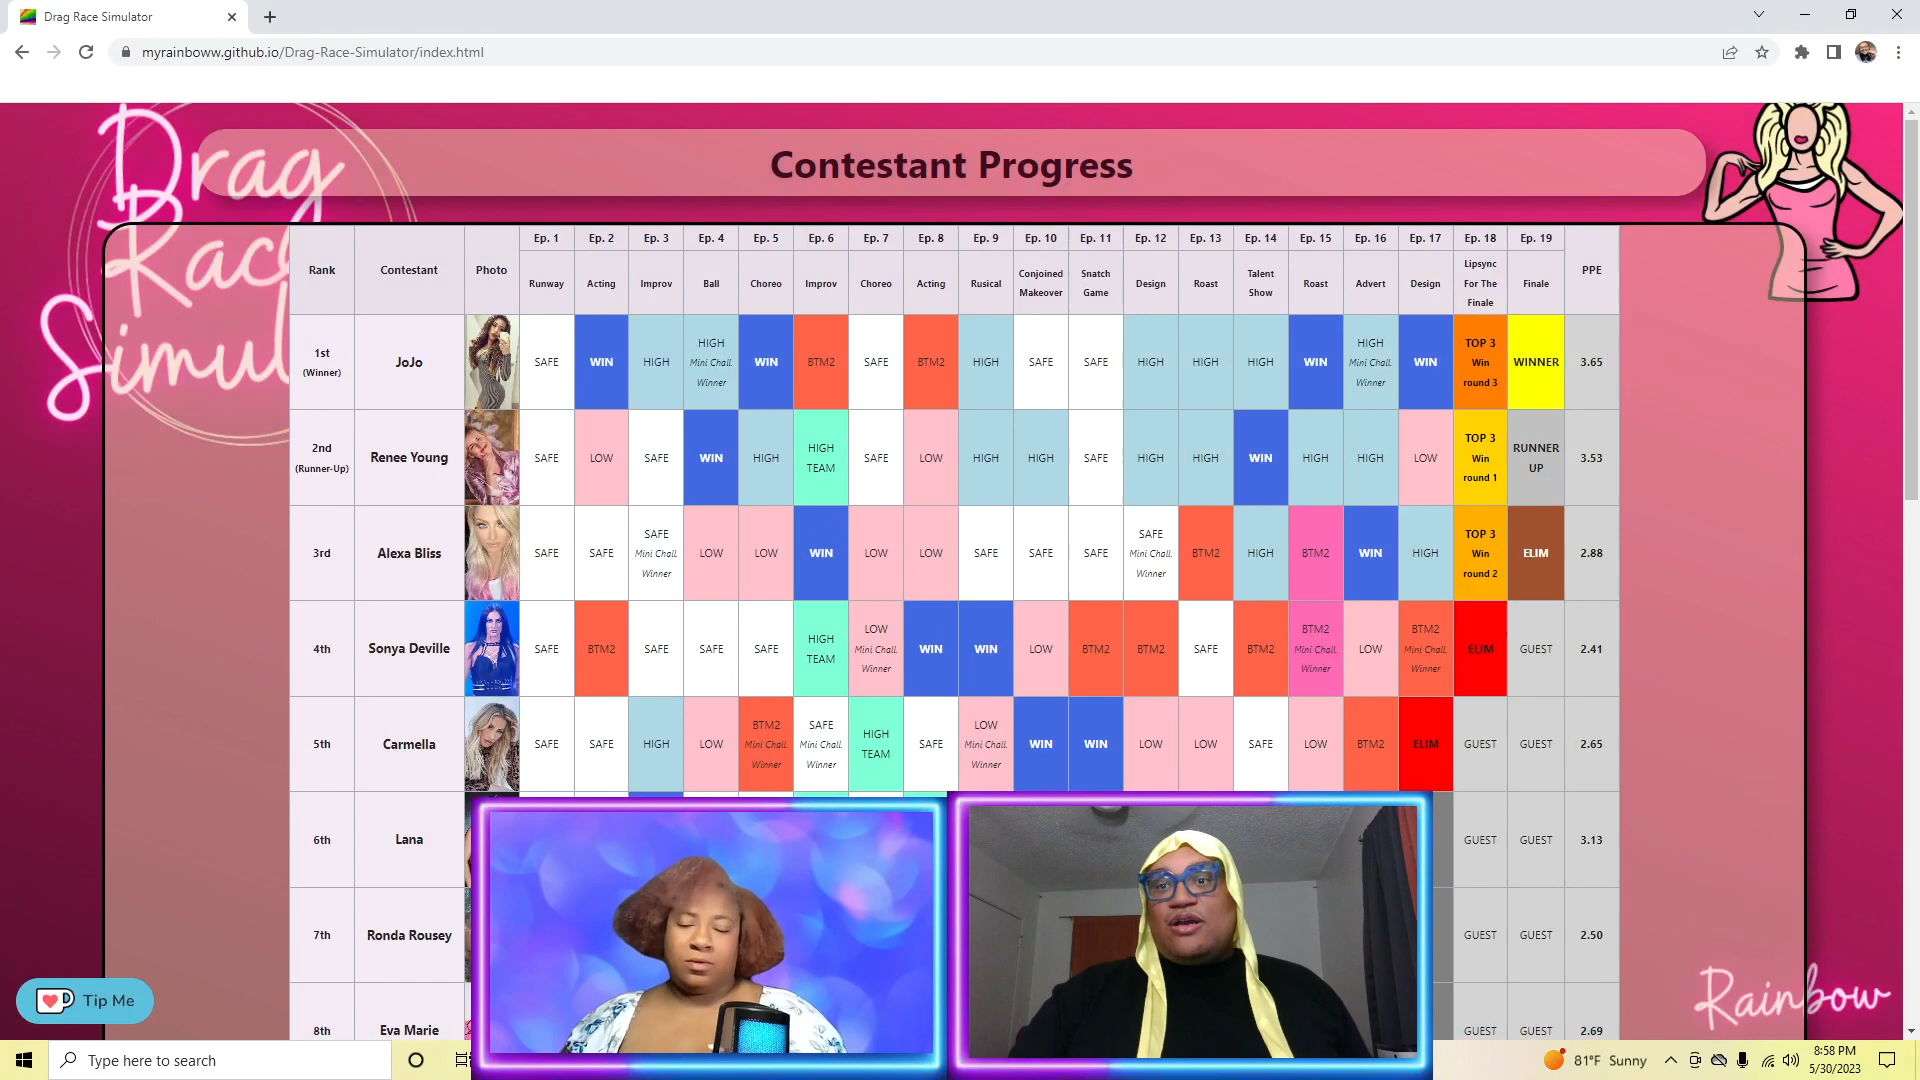 Drag Race Simulator
myrainboww.github.io/Drag-Race-Simulator/index.html
Drag
Race
Simul
Contestant Progress
Rank Contestant Photo Ep. 1 Ep. 2 Ep. 3 Ep. 4 Ep. 5 Ep. 6 Ep. 7 Ep. 8 Ep. 9 Ep. 10 Ep. 11 Ep. 12 Ep. 13 Ep. 14 Ep. 15 Ep. 16 Ep. 17 Ep. 18 Ep. 19 PPE
Runway Acting Improv Ball Choreo Improv Choreo Acting Rusical Conjoined Makeover Snatch Game Design Roast Talent Show Roast Advert Design Lipsync For The Finale Finale
1st (Winner) JoJo SAFE WIN HIGH HIGH Mini Chall. Winner WIN BTM2 SAFE BTM2 HIGH SAFE SAFE HIGH HIGH HIGH WIN HIGH Mini Chall. Winner WIN TOP 3 Win round 3 WINNER 3.65
2nd (Runner-Up) Renee Young SAFE LOW SAFE WIN HIGH HIGH TEAM SAFE LOW HIGH HIGH SAFE HIGH HIGH WIN HIGH HIGH LOW TOP 3 Win round 1 RUNNER UP 3.53
3rd Alexa Bliss SAFE SAFE SAFE Mini Chall. Winner LOW LOW WIN LOW LOW SAFE SAFE SAFE SAFE Mini Chall. Winner BTM2 HIGH BTM2 WIN HIGH TOP 3 Win round 2 ELIM 2.88
4th Sonya Deville SAFE BTM2 SAFE SAFE SAFE HIGH TEAM LOW Mini Chall. Winner WIN WIN LOW BTM2 BTM2 SAFE BTM2 BTM2 Mini Chall. Winner LOW BTM2 Mini Chall. Winner ELIM GUEST 2.41
5th Carmella SAFE SAFE HIGH LOW BTM2 Mini Chall. Winner SAFE Mini Chall. Winner HIGH TEAM SAFE LOW Mini Chall. Winner WIN WIN LOW LOW SAFE LOW BTM2 ELIM GUEST GUEST 2.65
6th Lana GUEST GUEST 3.13
7th Ronda Rousey GUEST GUEST 2.50
8th Eva Marie GUEST GUEST 2.69
Tip Me
Rainbow
Type here to search
81°F Sunny
8:58 PM
5/30/2023